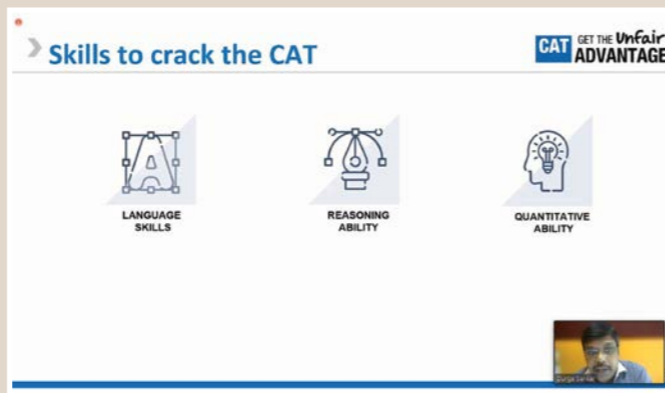 Skills to crack the CAT
CAT GET THE Unfair
ADVANTAGE
LANGUAGE
SKILLS
REASONING
ABILITY
QUANTITATIVE
ABILITY